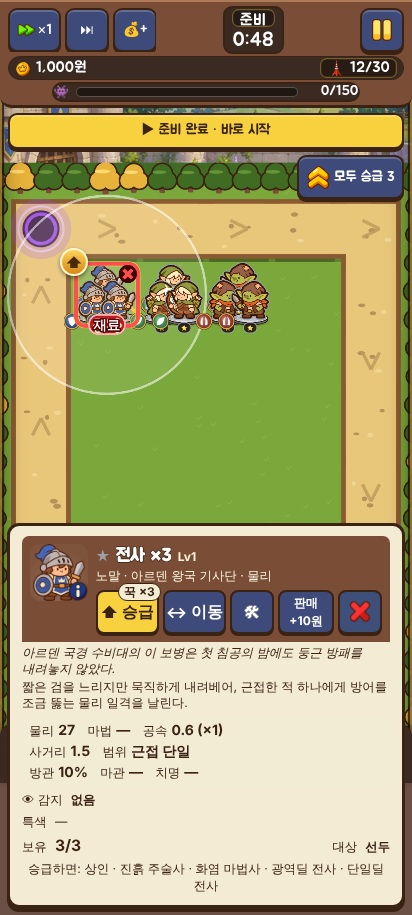 ×1
준비
0:48
1,000원
12/30
0/150
▶ 준비 완료 · 바로 시작
모두 승급 3
재료
★ 전사 ×3 Lv1
노말 · 아르덴 왕국 기사단 · 물리
꾹 ×3
승급
↔ 이동
판매
+10원
아르덴 국경 수비대의 이 보병은 첫 침공의 밤에도 둥근 방패를
내려놓지 않았다.
짧은 검을 느리지만 묵직하게 내려베어, 근접한 적 하나에게 방어를
조금 뚫는 물리 일격을 날린다.
물리 27 마법 — 공속 0.6 (×1)
사거리 1.5 범위 근접 단일
방관 10% 마관 — 치명 —
감지 없음
특색 —
보유 3/3 대상 선두
승급하면: 상인 · 진흙 주술사 · 화염 마법사 · 광역딜 전사 · 단일딜
전사